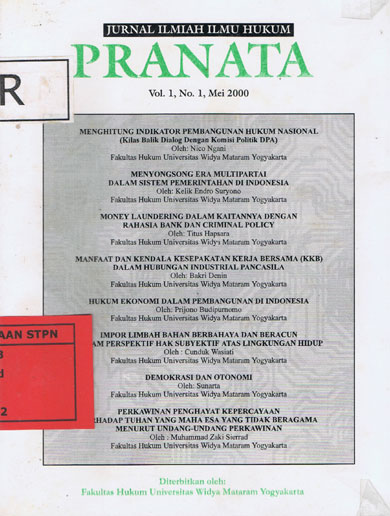 JURNAL ILMIAH ILMU HUKUM
PRANATA
Vol. 1, No. 1, Mei 2000
R
MENGHITUNG INDIKATOR PEMBANGUNAN HUKUM NASIONAL
(Kilas Balik Dialog Dengan Komisi Politik DPA)
Oleh: Nico Ngani
Fakultas Hukum Universitas Widya Mataram Yogyakarta
MENYONGSONG ERA MULTIPARTAI
DALAM SISTEM PEMERINTAHAN DI INDONESIA
Oleh: Kelik Endro Suryono
Fakultas Hukum Universitas Widya Mataram Yogyakarta
MONEY LAUNDERING DALAM KAITANNYA DENGAN
RAHASIA BANK DAN CRIMINAL POLICY
Oleh: Titus Hapsara
Fakultas Hukum Universitas Widya Mataram Yogyakarta
MANFAAT DAN KENDALA KESEPAKATAN KERJA BERSAMA (KKB)
DALAM HUBUNGAN INDUSTRIAL PANCASILA
Oleh: Bakri Denin
Fakultas Hukum Universitas Widya Mataram Yogyakarta
HUKUM EKONOMI DALAM PEMBANGUNAN DI INDONESIA
Oleh: Prijono Budipurnomo
Fakultas Hukum Universitas Widya Mataram Yogyakarta
IMPOR LIMBAH BAHAN BERBAHAYA DAN BERACUN
AM PERSPEKTIF HAK SUBYEKTIF ATAS LINGKUNGAN HIDUP
Oleh : Cunduk Wasiati
Fakultas Hukum Universitas Widya Mataram Yogyakarta
DEMOKRASI DAN OTONOMI
Oleh: Sunarta
Fakultas Hukum Universitas Widya Mataram Yogyakarta
PERKAWINAN PENGHAYAT KEPERCAYAAN
RHADAP TUHAN YANG MAHA ESA YANG TIDAK BERAGAMA
MENURUT UNDANG-UNDANG PERKAWINAN
Oleh : Muhammad Zaki Sierrad
Fakultas Hukum Universitas Widya Mataram Yogyakarta
AAN STPN
3
d
2
Diterbitkan oleh:
Fakultas Hukum Universitas Widya Mataram Yogyakarta